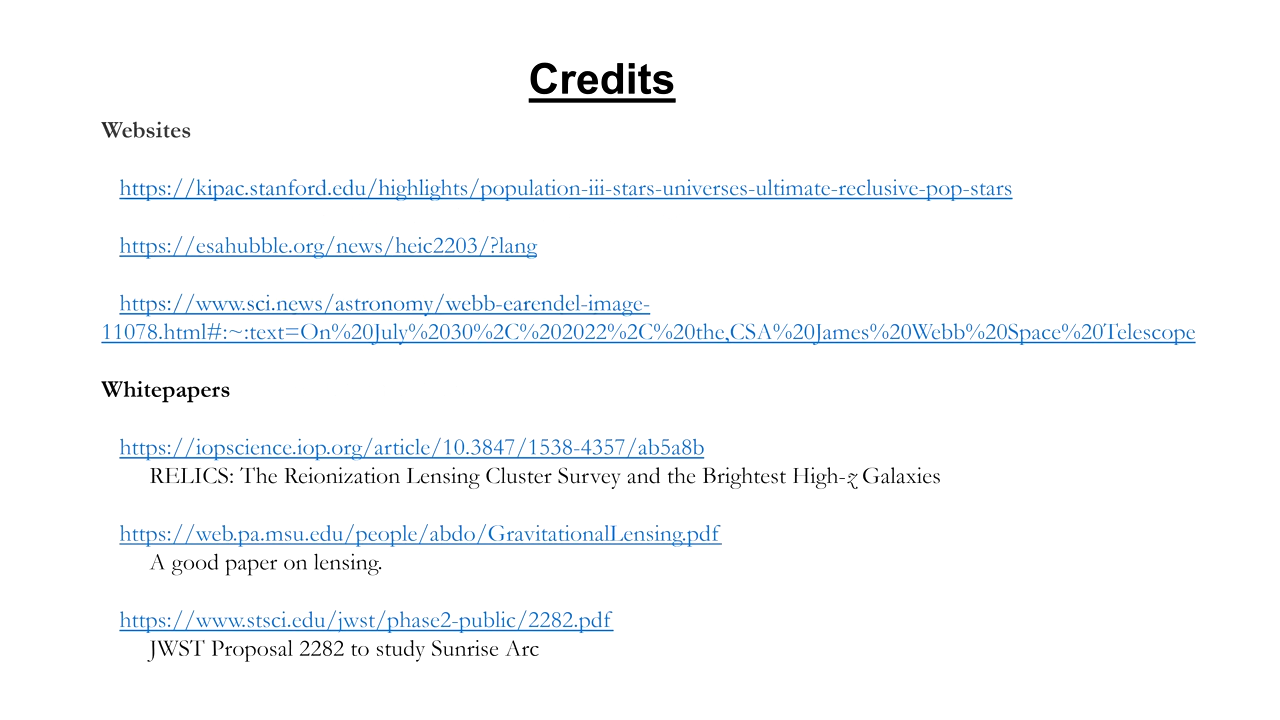 Credits
Websites
https://kipac.stanford.edu/highlights/population-iii-stars-universes-ultimate-reclusive-pop-stars
https://esahubble.org/news/heic2203/?lang
https://www.sci.news/astronomy/webb-earendel-image-
11078.html#:~:text=On%20July%2030%2C%202022%2C%20the,CSA%20James%20Webb%20Space%20Telescope
Whitepapers
https://iopscience.iop.org/article/10.3847/1538-4357/ab5a8b
RELICS: The Reionization Lensing Cluster Survey and the Brightest High-z Galaxies
https://web.pa.msu.edu/people/abdo/GravitationalLensing.pdf
A good paper on lensing.
https://www.stsci.edu/jwst/phase2-public/2282.pdf
JWST Proposal 2282 to study Sunrise Arc